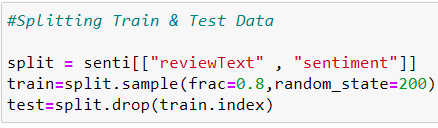 #Splitting Train & Test Data
split = senti[["reviewText" , "sentiment"]]
train=split.sample(frac=0.8,random_state=200)
test=split.drop(train.index)